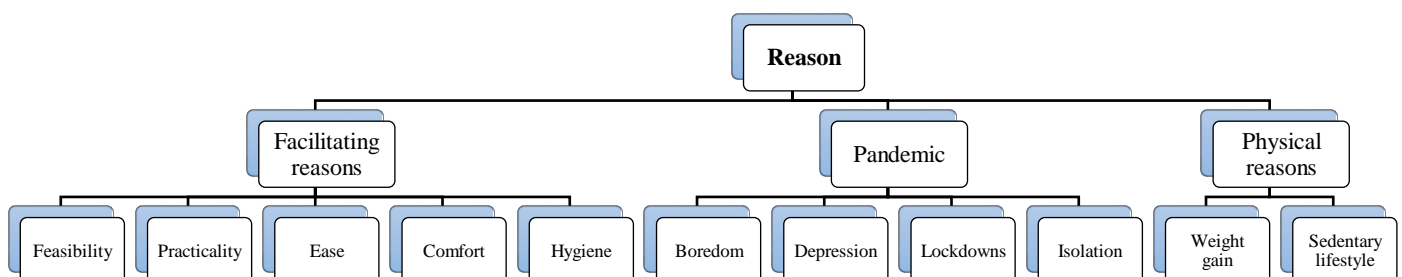 Reason
Facilitating
reasons
Pandemic
Physical
reasons
Feasibility
Practicality
Ease
Comfort
Hygiene
Boredom
Depression
Lockdowns
Isolation
Weight
gain
Sedentary
lifestyle